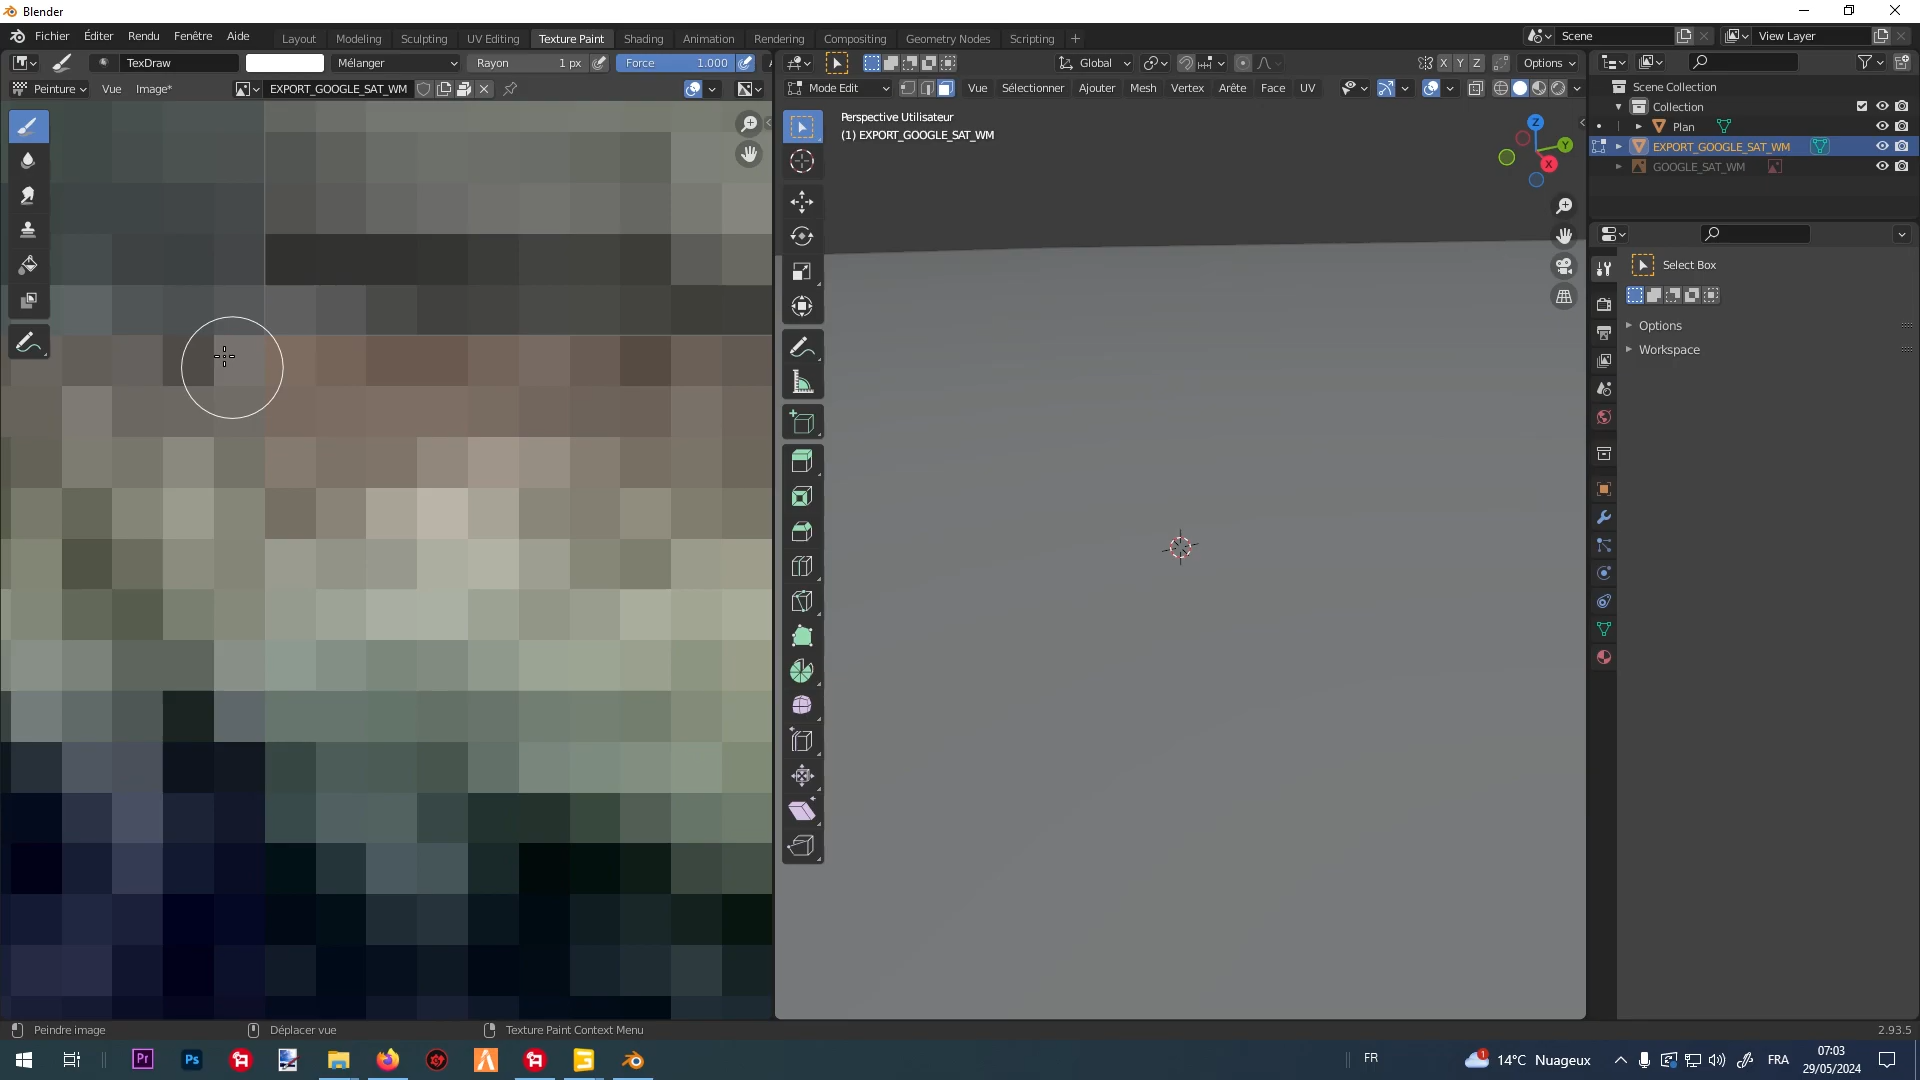 Blender
Fichier Éditer Rendu Fenêtre Aide Layout Modeling Sculpting UV Editing Texture Paint Shading Animation Rendering Compositing Geometry Nodes Scripting Scene View Layer
TexDraw Mélanger Rayon 1 px Force 1.000 Global X Y Z Options
Peinture Vue Image* EXPORT_GOOGLE_SAT_WM Mode Edit Vue Sélectionner Ajouter Mesh Vertex Arête Face UV
Scene Collection
Collection
Plan
EXPORT_GOOGLE_SAT_WM
GOOGLE_SAT_WM
Perspective Utilisateur
(1) EXPORT_GOOGLE_SAT_WM
Z
Y
X
Select Box
Options
Workspace
Peindre image Déplacer vue Texture Paint Context Menu 2.93.5
Pr Ps FR 1 14°C Nuageux FRA 07:03
29/05/2024